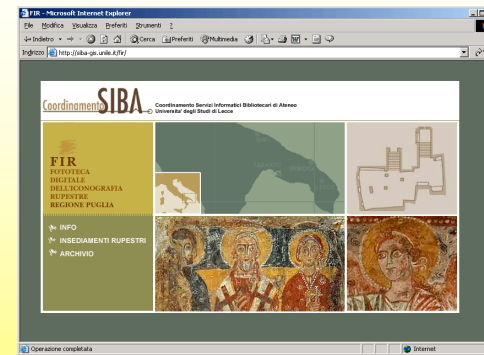 FIR - Microsoft Internet Explorer
File Modifica Visualizza Preferiti Strumenti ?
Indietro Cerca Preferiti Multimedia
Indirizzo http://siba-gis.unile.it/fir/
Coordinamento SIBA
Coordinamento Servizi Informatici Bibliotecari di Ateneo
Universita' degli Studi di Lecce
FIR
FOTOTECA
DIGITALE
DELL'ICONOGRAFIA
RUPESTRE
REGIONE PUGLIA
INFO
INSEDIAMENTI RUPESTRI
ARCHIVIO
Operazione completata
Internet